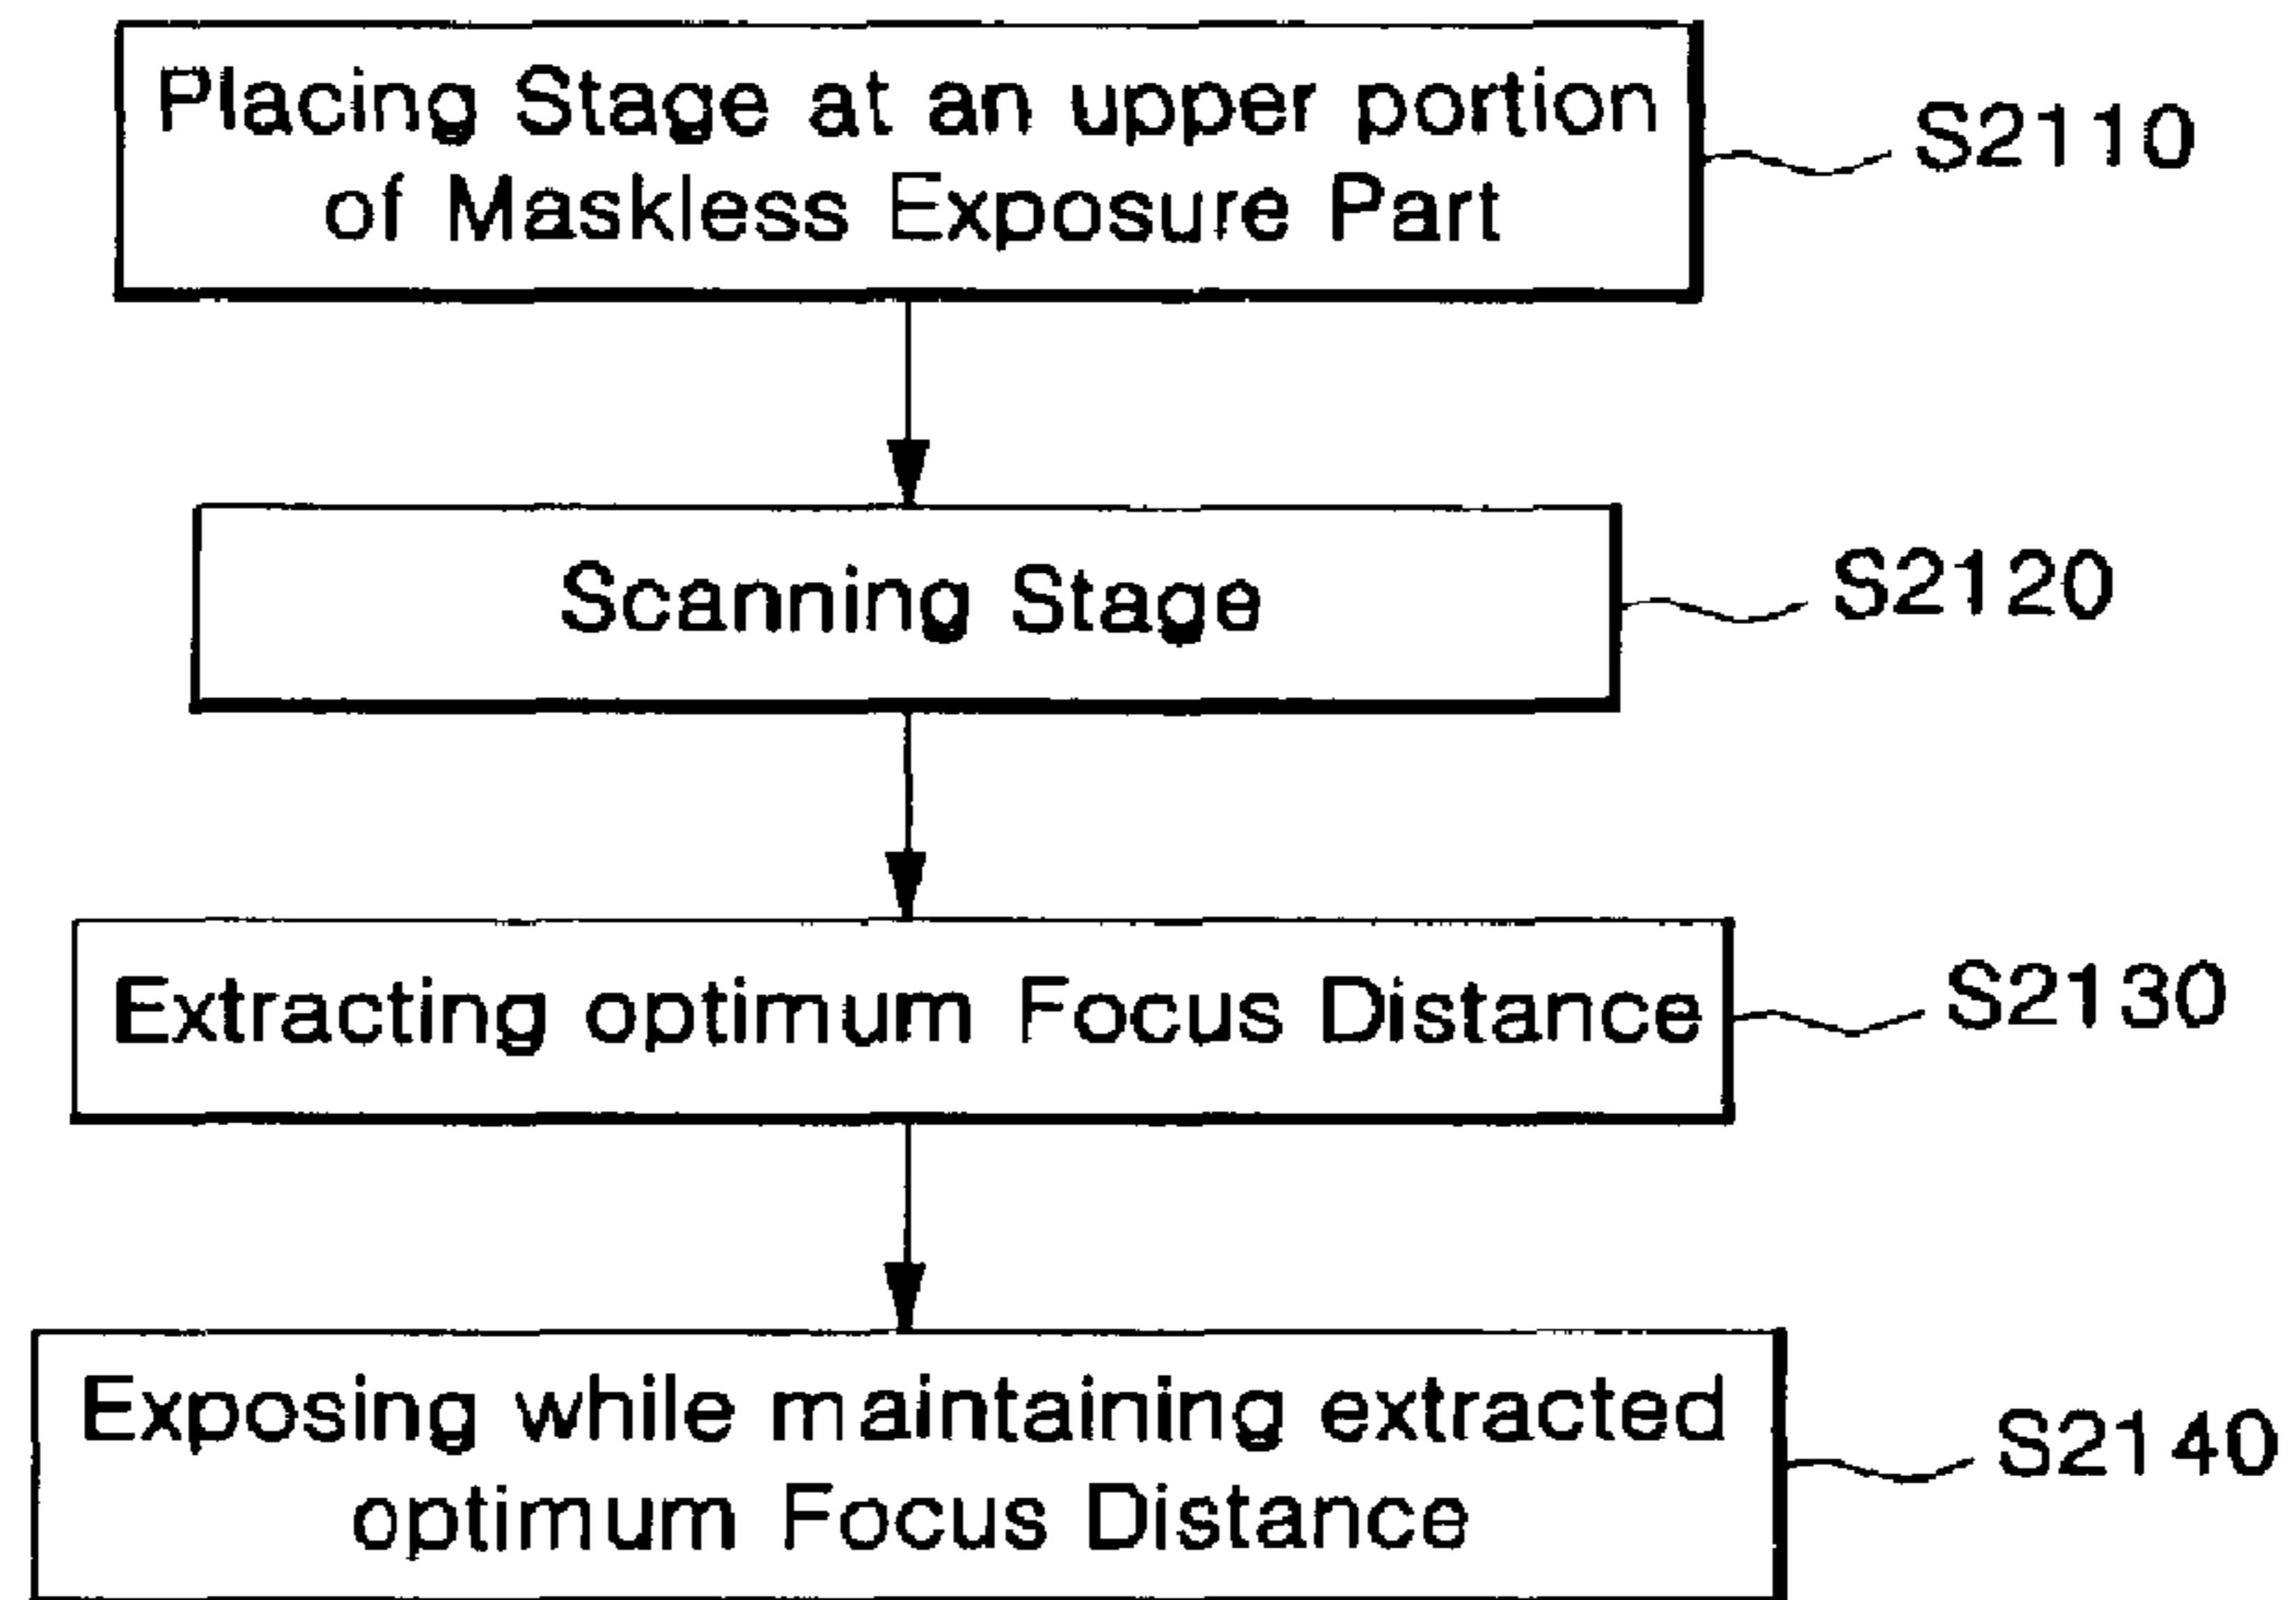 Placing Stage at an upper portion
of Maskless Exposure Part
S2110
Scanning Stage
S2120
Extracting optimum Focus Distance
S2130
Exposing while maintaining extracted
optimum Focus Distance
S2140